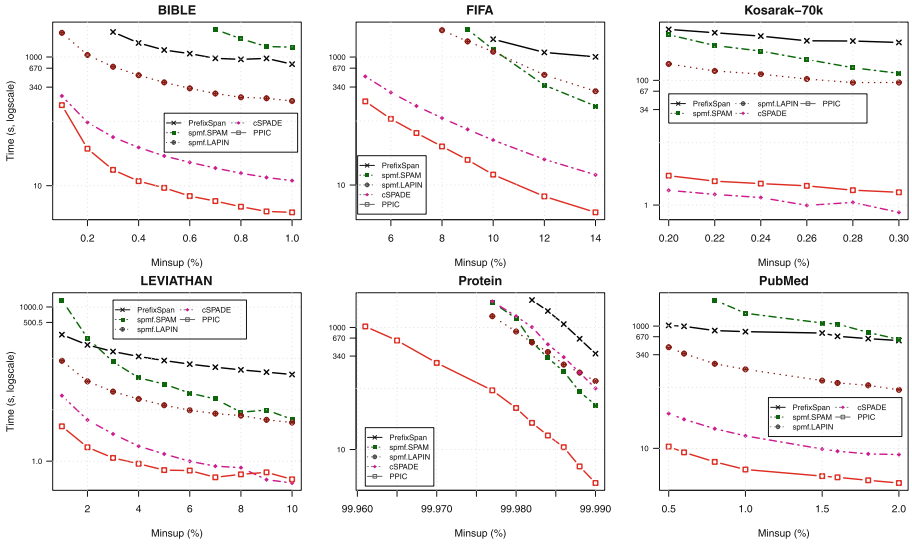 BIBLE
Time (s, logscale)
1000
670
340
10
PrefixSpan
spmf.SPAM
spmf.LAPIN
cSPADE
PPIC
0.2 0.4 0.6 0.8 1.0
Minsup (%)
FIFA
1000
670
340
10
PrefixSpan
spmf.SPAM
spmf.LAPIN
cSPADE
PPIC
6 8 10 12 14
Minsup (%)
Kosarak−70k
100
67
34
1
PrefixSpan
spmf.SPAM
spmf.LAPIN
cSPADE
PPIC
0.20 0.22 0.24 0.26 0.28 0.30
Minsup (%)
LEVIATHAN
Time (s, logscale)
1000.0
500.5
1.0
PrefixSpan
spmf.SPAM
spmf.LAPIN
cSPADE
PPIC
2 4 6 8 10
Minsup (%)
Protein
1000
670
340
10
PrefixSpan
spmf.SPAM
spmf.LAPIN
cSPADE
PPIC
99.960 99.970 99.980 99.990
Minsup (%)
PubMed
1000
670
340
10
PrefixSpan
spmf.SPAM
spmf.LAPIN
cSPADE
PPIC
0.5 1.0 1.5 2.0
Minsup (%)